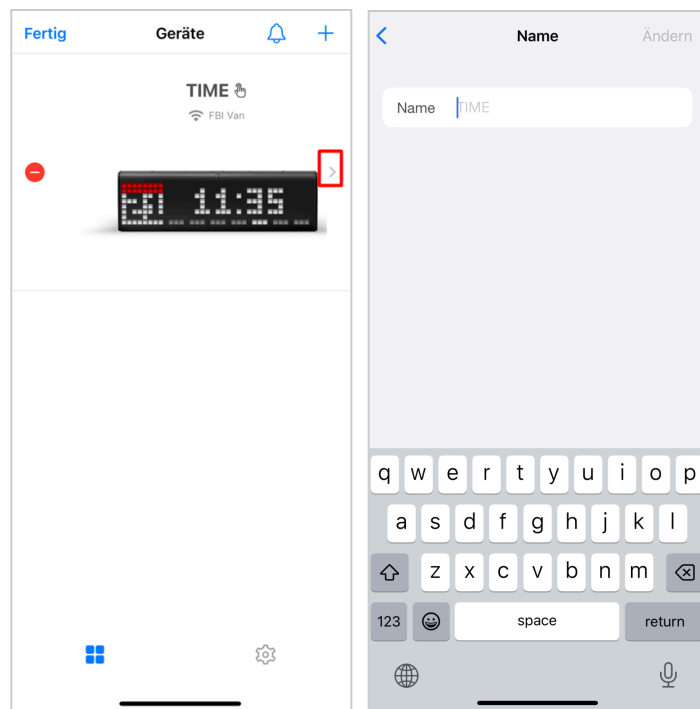 Fertig
Geräte
TIME
FBI Van
11:35
Name
Ändern
Name
TIME
q w e r t y u i o p
a s d f g h j k l
z x c v b n m
123
space
return